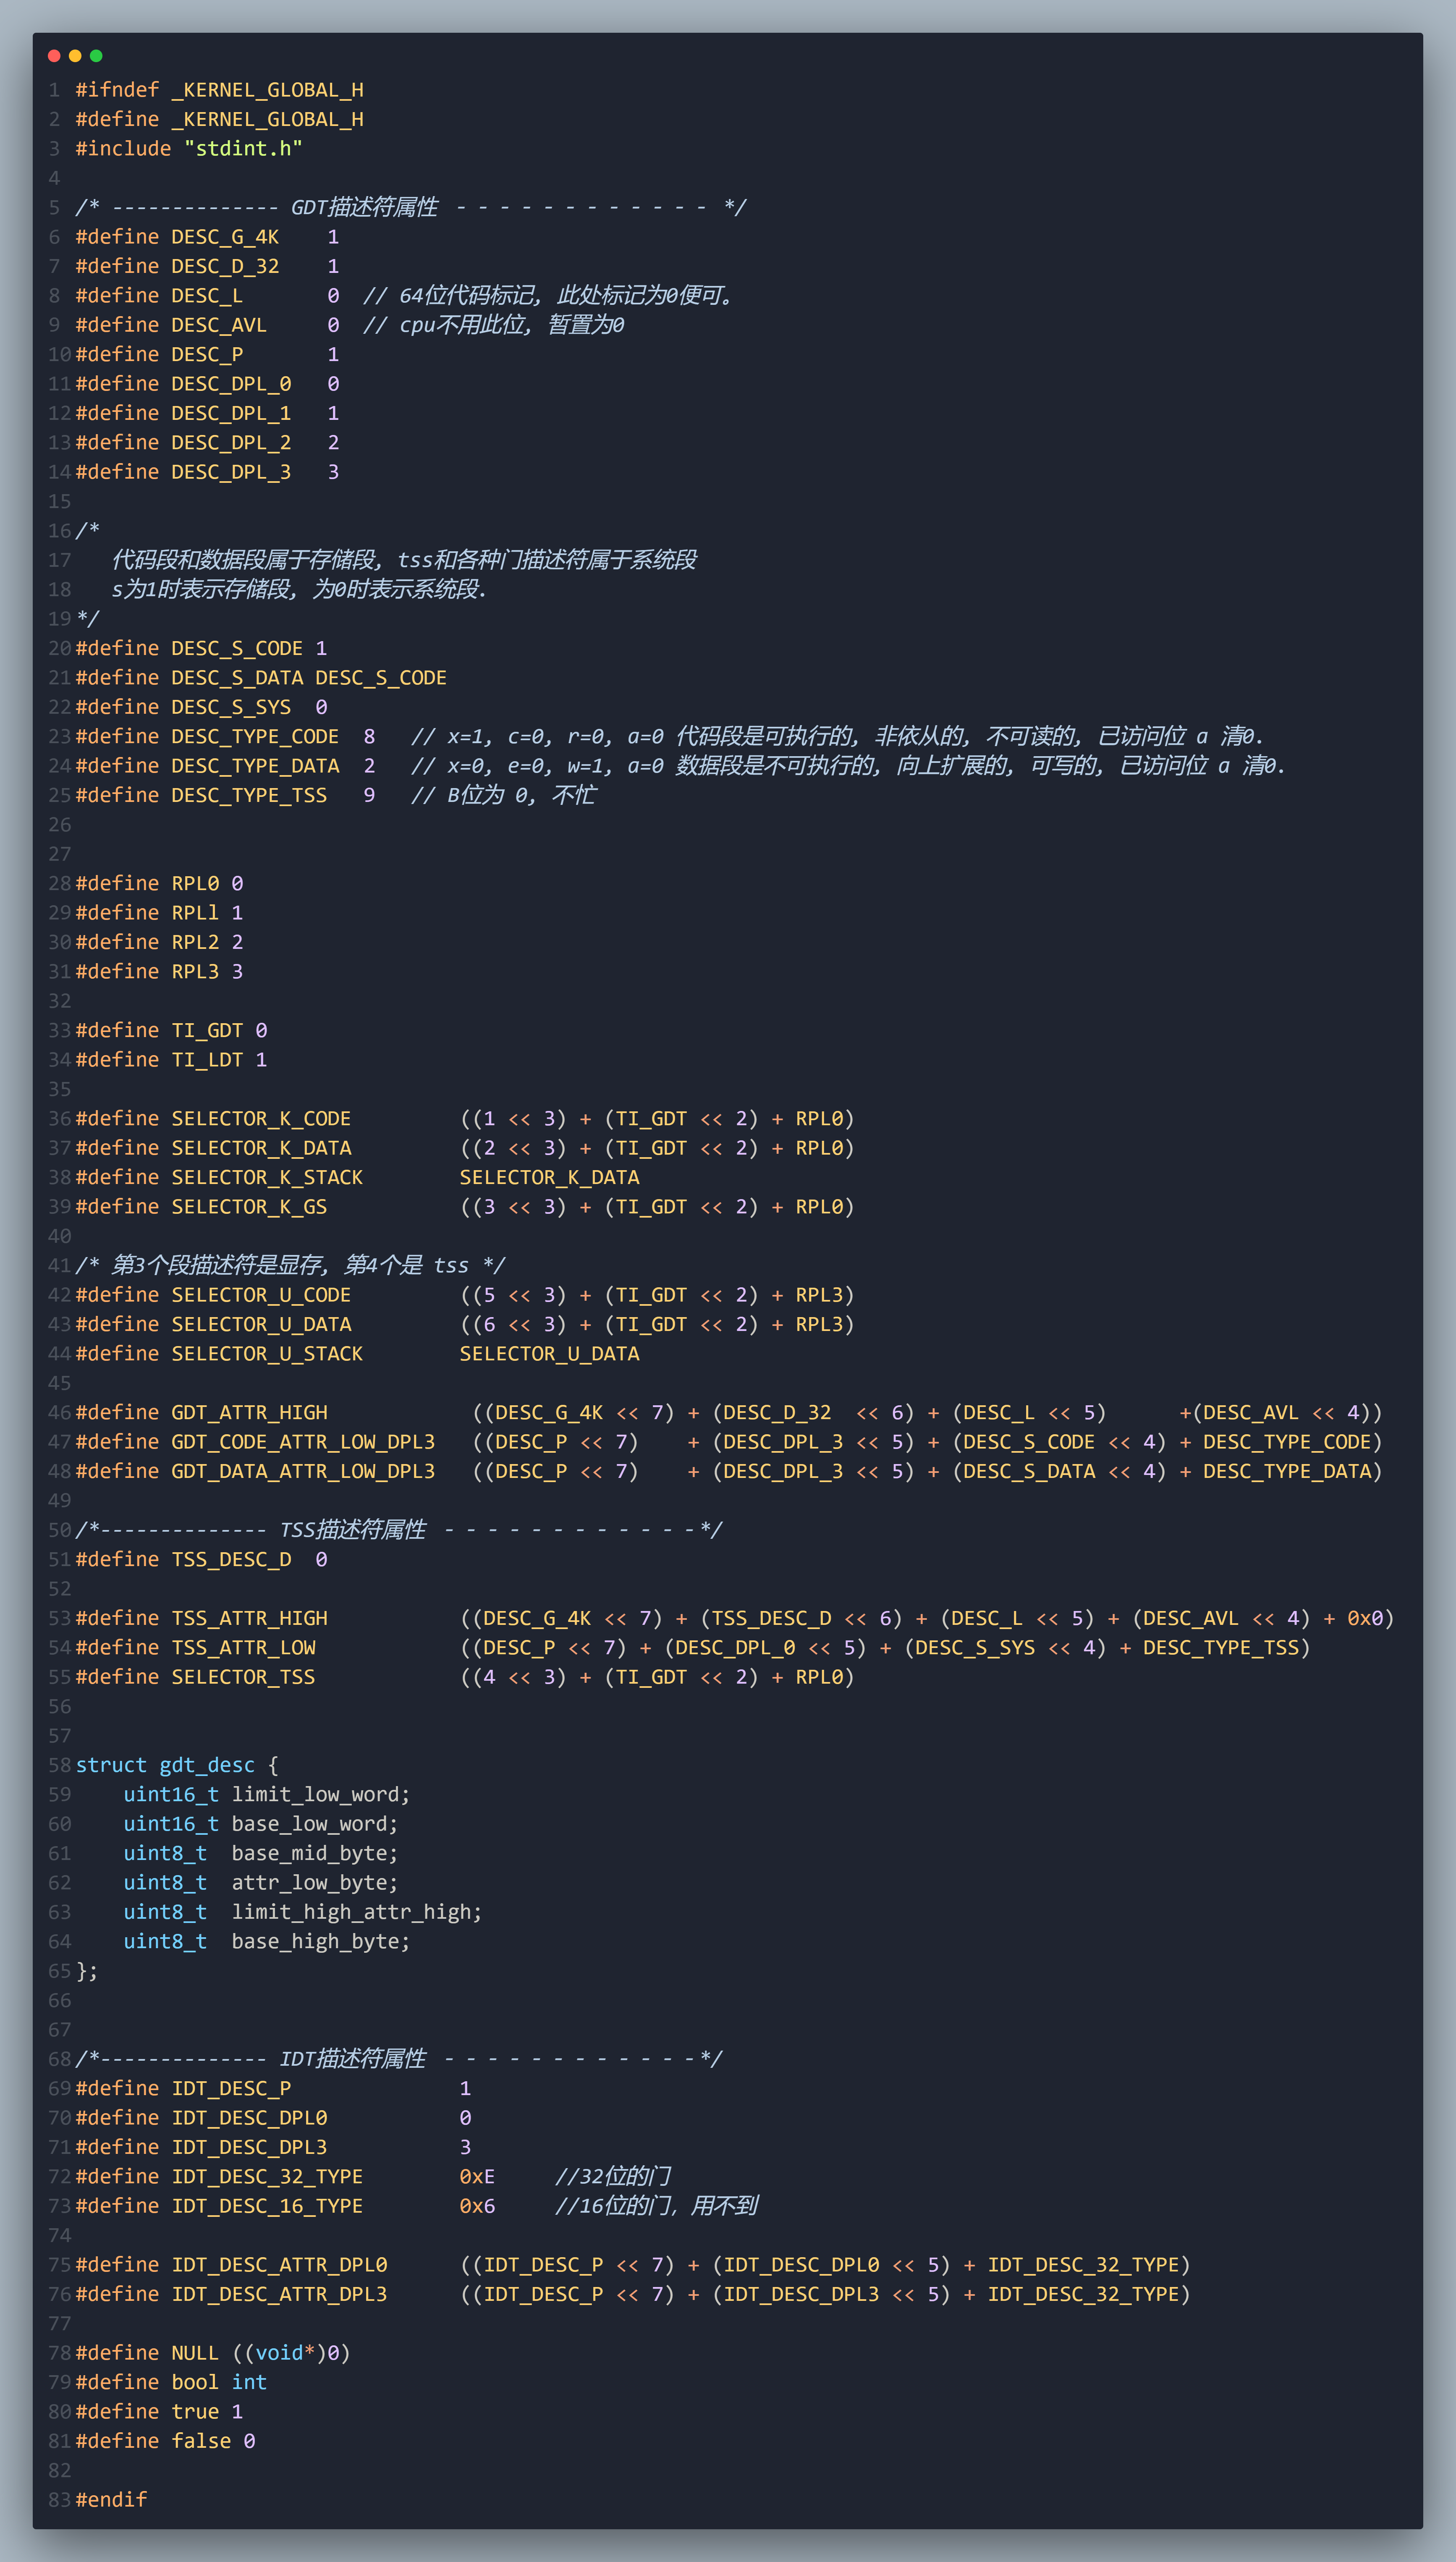 1 #ifndef _KERNEL_GLOBAL_H
2 #define _KERNEL_GLOBAL_H
3 #include "stdint.h"
4
5 /* -------------- GDT描述符属性 - - - - - - - - - - - - */
6 #define DESC_G_4K    1
7 #define DESC_D_32    1
8 #define DESC_L       0  // 64位代码标记, 此处标记为0便可。
9 #define DESC_AVL     0  // cpu不用此位, 暂置为0
10 #define DESC_P       1
11 #define DESC_DPL_0   0
12 #define DESC_DPL_1   1
13 #define DESC_DPL_2   2
14 #define DESC_DPL_3   3
15
16 /*
17    代码段和数据段属于存储段, tss和各种门描述符属于系统段
18    s为1时表示存储段, 为0时表示系统段.
19 */
20 #define DESC_S_CODE 1
21 #define DESC_S_DATA DESC_S_CODE
22 #define DESC_S_SYS  0
23 #define DESC_TYPE_CODE  8   // x=1, c=0, r=0, a=0 代码段是可执行的, 非依从的, 不可读的, 已访问位 a 清0.
24 #define DESC_TYPE_DATA  2   // x=0, e=0, w=1, a=0 数据段是不可执行的, 向上扩展的, 可写的, 已访问位 a 清0.
25 #define DESC_TYPE_TSS   9   // B位为 0, 不忙
26
27
28 #define RPL0 0
29 #define RPLl 1
30 #define RPL2 2
31 #define RPL3 3
32
33 #define TI_GDT 0
34 #define TI_LDT 1
35
36 #define SELECTOR_K_CODE         ((1 << 3) + (TI_GDT << 2) + RPL0)
37 #define SELECTOR_K_DATA         ((2 << 3) + (TI_GDT << 2) + RPL0)
38 #define SELECTOR_K_STACK        SELECTOR_K_DATA
39 #define SELECTOR_K_GS           ((3 << 3) + (TI_GDT << 2) + RPL0)
40
41 /* 第3个段描述符是显存, 第4个是 tss */
42 #define SELECTOR_U_CODE         ((5 << 3) + (TI_GDT << 2) + RPL3)
43 #define SELECTOR_U_DATA         ((6 << 3) + (TI_GDT << 2) + RPL3)
44 #define SELECTOR_U_STACK        SELECTOR_U_DATA
45
46 #define GDT_ATTR_HIGH            ((DESC_G_4K << 7) + (DESC_D_32  << 6) + (DESC_L << 5)      +(DESC_AVL << 4))
47 #define GDT_CODE_ATTR_LOW_DPL3   ((DESC_P << 7)    + (DESC_DPL_3 << 5) + (DESC_S_CODE << 4) + DESC_TYPE_CODE)
48 #define GDT_DATA_ATTR_LOW_DPL3   ((DESC_P << 7)    + (DESC_DPL_3 << 5) + (DESC_S_DATA << 4) + DESC_TYPE_DATA)
49
50 /*-------------- TSS描述符属性 - - - - - - - - - - - -*/
51 #define TSS_DESC_D  0
52
53 #define TSS_ATTR_HIGH           ((DESC_G_4K << 7) + (TSS_DESC_D << 6) + (DESC_L << 5) + (DESC_AVL << 4) + 0x0)
54 #define TSS_ATTR_LOW            ((DESC_P << 7) + (DESC_DPL_0 << 5) + (DESC_S_SYS << 4) + DESC_TYPE_TSS)
55 #define SELECTOR_TSS            ((4 << 3) + (TI_GDT << 2) + RPL0)
56
57
58 struct gdt_desc {
59     uint16_t limit_low_word;
60     uint16_t base_low_word;
61     uint8_t  base_mid_byte;
62     uint8_t  attr_low_byte;
63     uint8_t  limit_high_attr_high;
64     uint8_t  base_high_byte;
65 };
66
67
68 /*-------------- IDT描述符属性 - - - - - - - - - - - -*/
69 #define IDT_DESC_P              1
70 #define IDT_DESC_DPL0           0
71 #define IDT_DESC_DPL3           3
72 #define IDT_DESC_32_TYPE        0xE     //32位的门
73 #define IDT_DESC_16_TYPE        0x6     //16位的门, 用不到
74
75 #define IDT_DESC_ATTR_DPL0      ((IDT_DESC_P << 7) + (IDT_DESC_DPL0 << 5) + IDT_DESC_32_TYPE)
76 #define IDT_DESC_ATTR_DPL3      ((IDT_DESC_P << 7) + (IDT_DESC_DPL3 << 5) + IDT_DESC_32_TYPE)
77
78 #define NULL ((void*)0)
79 #define bool int
80 #define true 1
81 #define false 0
82
83 #endif